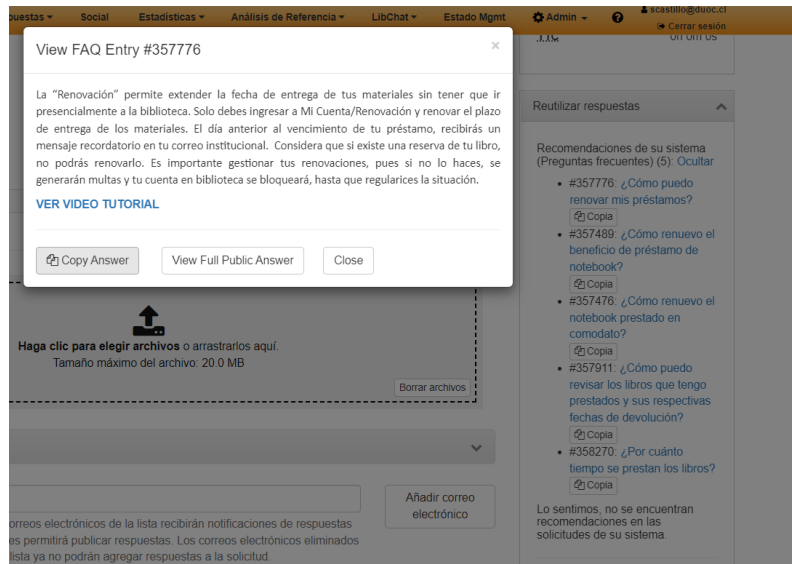 puestas
Social
Estadísticas
Análisis de Referencia
LibChat
Estado Mgmt
Admin
scastillo@duoc.cl
Cerrar sesión
View FAQ Entry #357776
×
La “Renovación” permite extender la fecha de entrega de tus materiales sin tener que ir
presencialmente a la biblioteca. Solo debes ingresar a Mi Cuenta/Renovación y renovar el plazo
de entrega de los materiales. El día anterior al vencimiento de tu préstamo, recibirás un
mensaje recordatorio en tu correo institucional. Considera que si existe una reserva de tu libro,
no podrás renovarlo. Es importante gestionar tus renovaciones, pues si no lo haces, se
generarán multas y tu cuenta en biblioteca se bloqueará, hasta que regularices la situación.
VER VIDEO TUTORIAL
Copy Answer
View Full Public Answer
Close
Haga clic para elegir archivos o arrastrarlos aquí.
Tamaño máximo del archivo: 20.0 MB
Borrar archivos
Añadir correo
electrónico
orreos electrónicos de la lista recibirán notificaciones de respuestas
es permitirá publicar respuestas. Los correos electrónicos eliminados
lista ya no podrán agregar respuestas a la solicitud.
Reutilizar respuestas
Recomendaciones de su sistema
(Preguntas frecuentes) (5): Ocultar
#357776: ¿Cómo puedo
renovar mis préstamos?
Copia
#357489: ¿Cómo renuevo el
beneficio de préstamo de
notebook?
Copia
#357476: ¿Cómo renuevo el
notebook prestado en
comodato?
Copia
#357911: ¿Cómo puedo
revisar los libros que tengo
prestados y sus respectivas
fechas de devolución?
Copia
#358270: ¿Por cuánto
tiempo se prestan los libros?
Copia
Lo sentimos, no se encuentran
recomendaciones en las
solicitudes de su sistema.